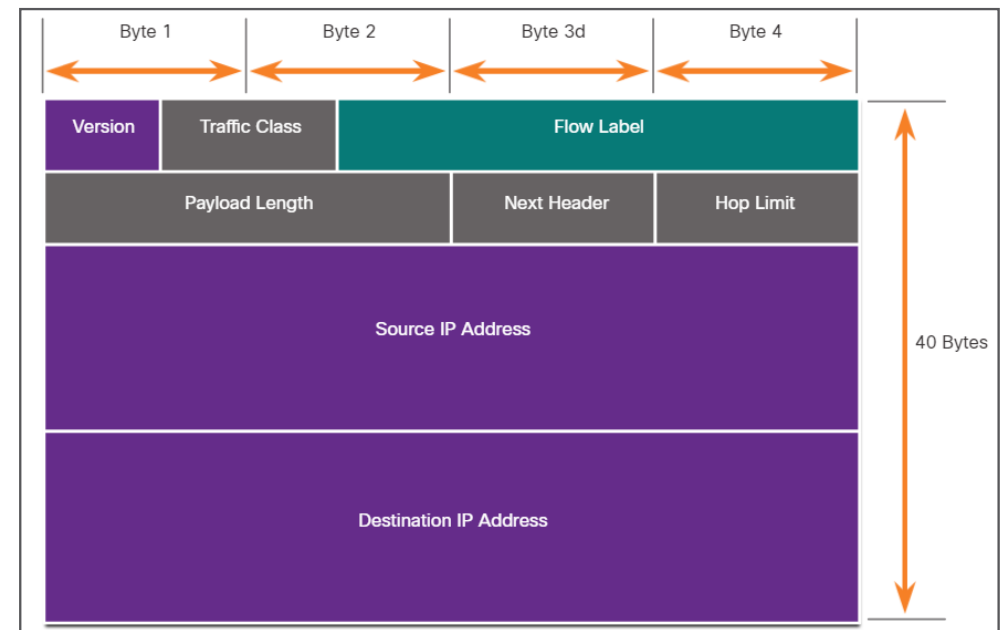 Byte 1 Byte 2 Byte 3d Byte 4
Version Traffic Class Flow Label
Payload Length Next Header Hop Limit
Source IP Address
40 Bytes
Destination IP Address